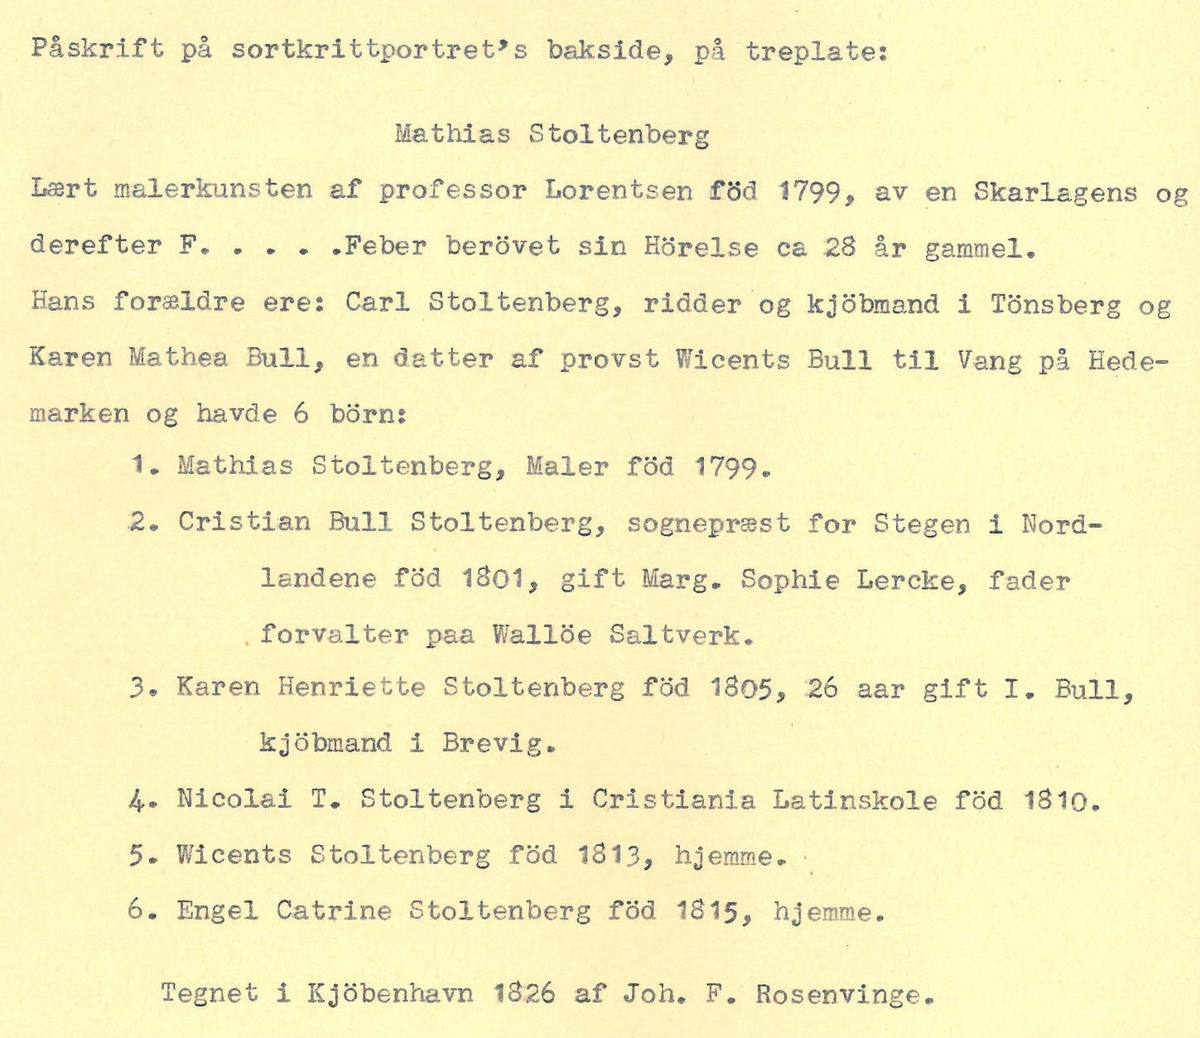 Påskrift på sortkrittportret's bakside, på treplate:
Mathias Stoltenberg
Lært malerkunsten af professor Lorentsen föd 1799, av en Skarlagens og
derefter F. . . . .Feber berövet sin Hörelse ca 28 år gammel.
Hans forældre ere: Carl Stoltenberg, ridder og kjöbmand i Tönsberg og
Karen Mathea Bull, en datter af provst Wicents Bull til Vang på Hede-
marken og havde 6 börn:
1. Mathias Stoltenberg, Maler föd 1799.
2. Cristian Bull Stoltenberg, sognepræst for Stegen i Nord-
landene föd 1801, gift Marg. Sophie Lercke, fader
forvalter paa Wallöe Saltverk.
3. Karen Henriette Stoltenberg föd 1805, 26 aar gift I. Bull,
kjöbmand i Brevig.
4. Nicolai T. Stoltenberg i Cristiania Latinskole föd 1810.
5. Wicents Stoltenberg föd 1813, hjemme.
6. Engel Catrine Stoltenberg föd 1815, hjemme.
Tegnet i Kjöbenhavn 1826 af Joh. F. Rosenvinge.